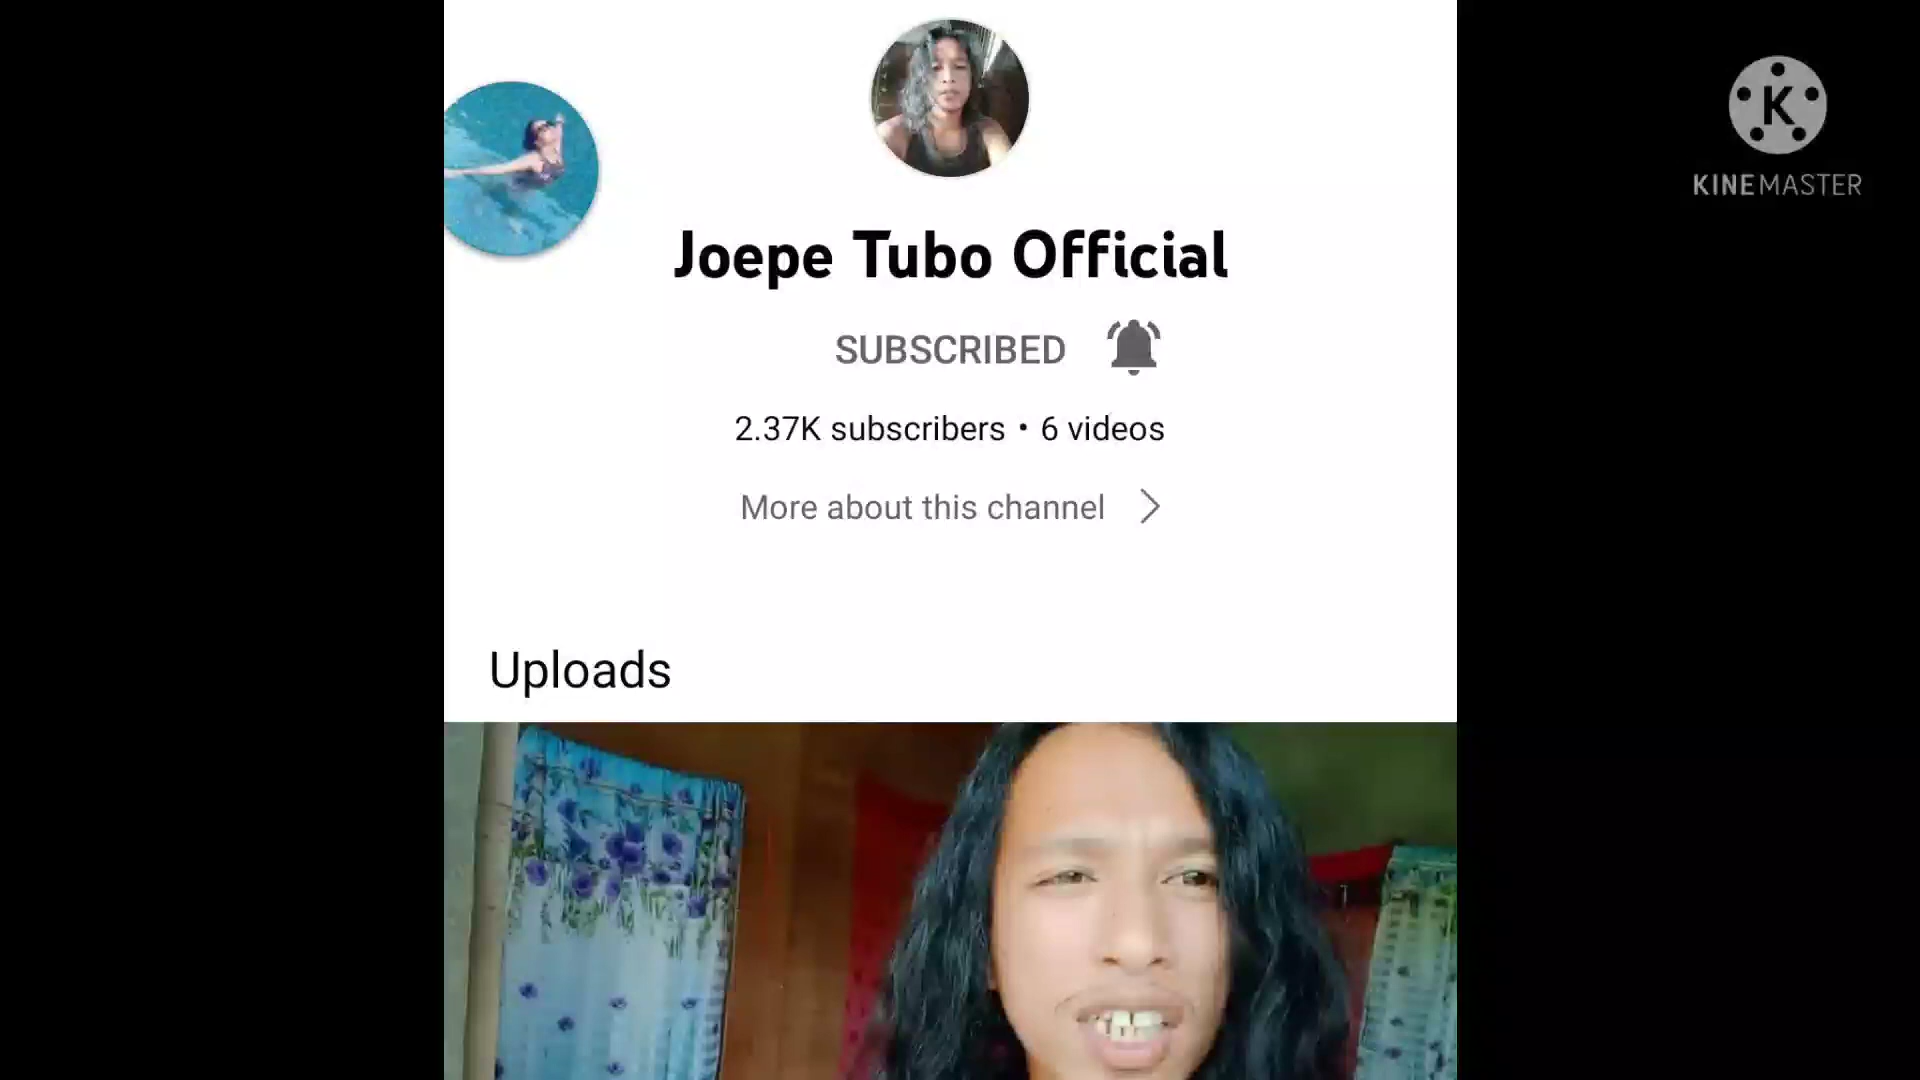 K
KINEMASTER
Joepe Tubo Official
SUBSCRIBED
2.37K subscribers • 6 videos
More about this channel
Uploads